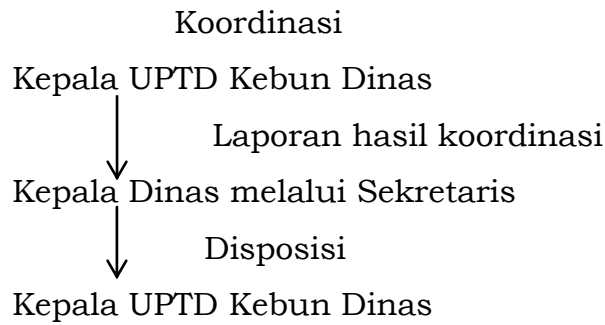 Koordinasi
Kepala UPTD Kebun Dinas
Laporan hasil koordinasi
Kepala Dinas melalui Sekretaris
Disposisi
Kepala UPTD Kebun Dinas